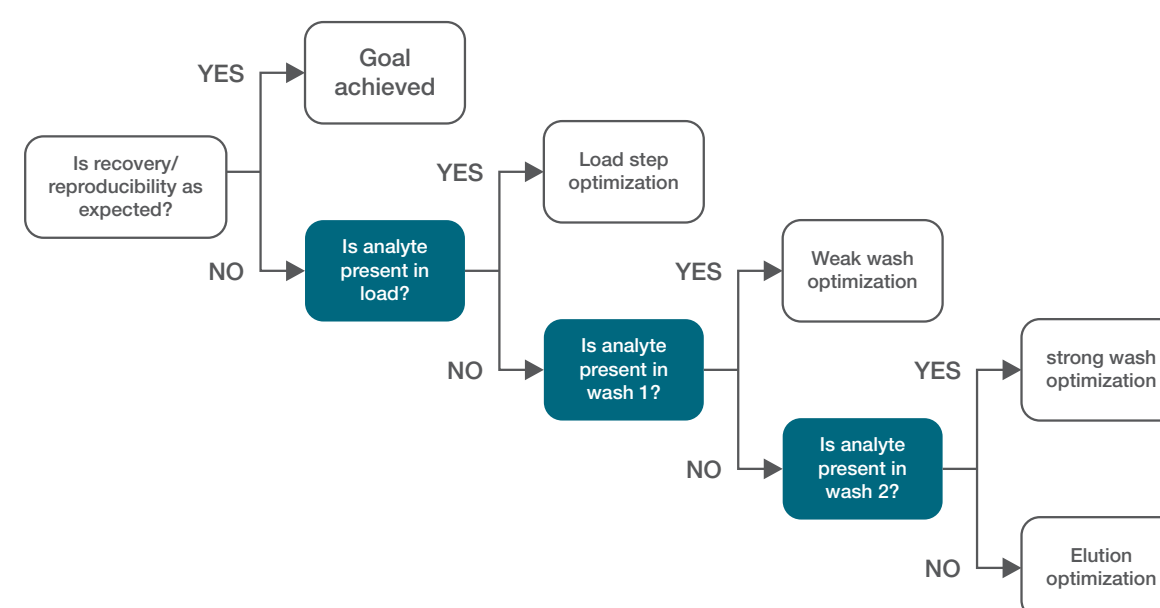 YES
Goal
achieved
Is recovery/
reproducibility as
expected?
NO
Is analyte
present in
load?
YES
Load step
optimization
NO
Is analyte
present in
wash 1?
YES
Weak wash
optimization
NO
Is analyte
present in
wash 2?
YES
strong wash
optimization
NO
Elution
optimization